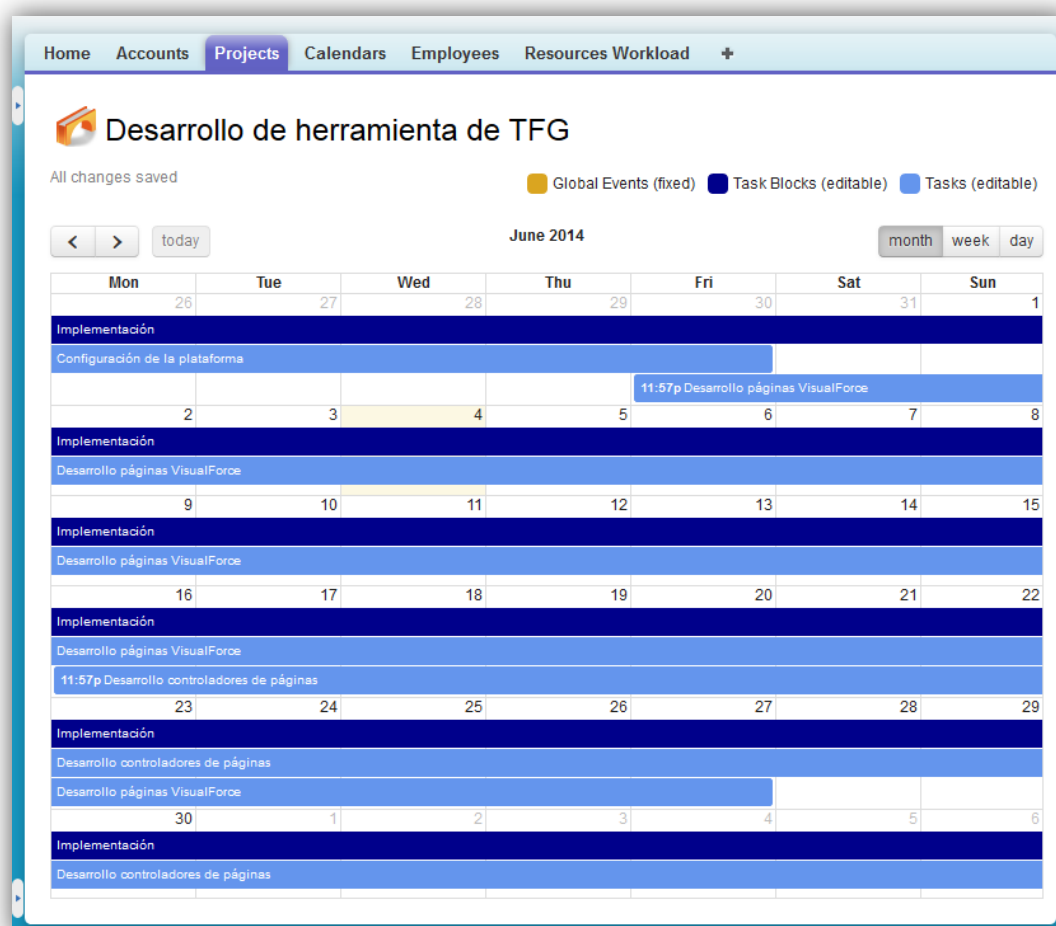 Home Accounts Projects Calendars Employees Resources Workload +
Desarrollo de herramienta de TFG
All changes saved
Global Events (fixed) Task Blocks (editable) Tasks (editable)
< > today June 2014 month week day
Mon Tue Wed Thu Fri Sat Sun
26 27 28 29 30 31 1
Implementación
Configuración de la plataforma
11:57p Desarrollo páginas VisualForce
2 3 4 5 6 7 8
Implementación
Desarrollo páginas VisualForce
9 10 11 12 13 14 15
Implementación
Desarrollo páginas VisualForce
16 17 18 19 20 21 22
Implementación
Desarrollo páginas VisualForce
11:57p Desarrollo controladores de páginas
23 24 25 26 27 28 29
Implementación
Desarrollo controladores de páginas
Desarrollo páginas VisualForce
30 1 2 3 4 5 6
Implementación
Desarrollo controladores de páginas